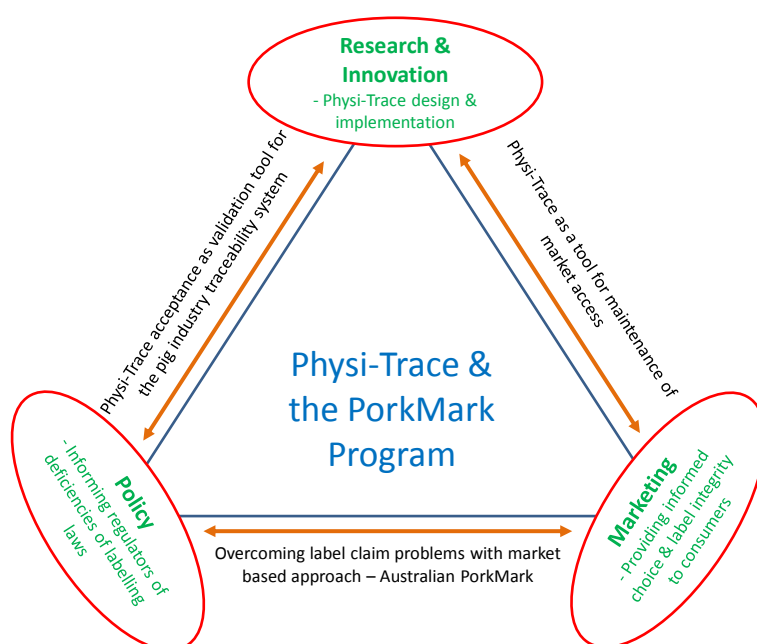 Research &
Innovation
- Physi-Trace design &
implementation
Physi-Trace acceptance as validation tool for
the pig industry traceability system
Physi-Trace as a tool for maintenance of
market access
Physi-Trace &
the PorkMark
Program
Policy
- Informing regulators of
deficiencies of labelling
laws
Marketing
- Providing informed
choice & label integrity
to consumers
Overcoming label claim problems with market
based approach – Australian PorkMark